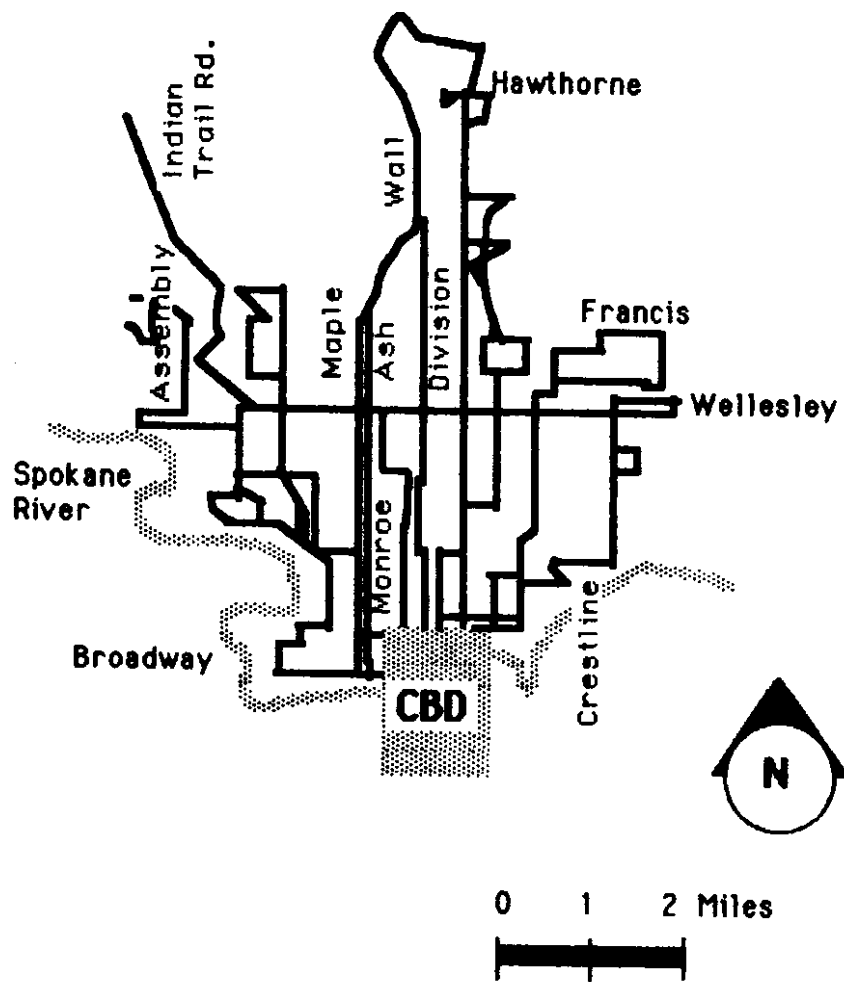 Indian
Trail Rd.
Hawthorne
Wall
Assembly
Maple
Ash
Division
Francis
Wellesley
Spokane
River
Monroe
Broadway
Crestline
CBD
N
0 1 2 Miles